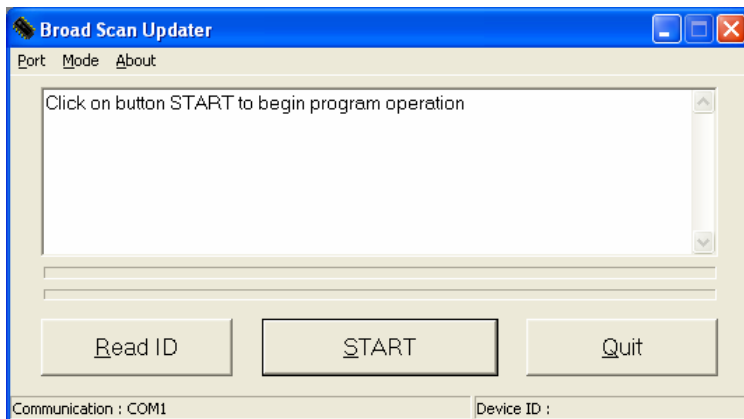 Broad Scan Updater
Port Mode About
Click on button START to begin program operation
Read ID START Quit
Communication : COM1 Device ID :